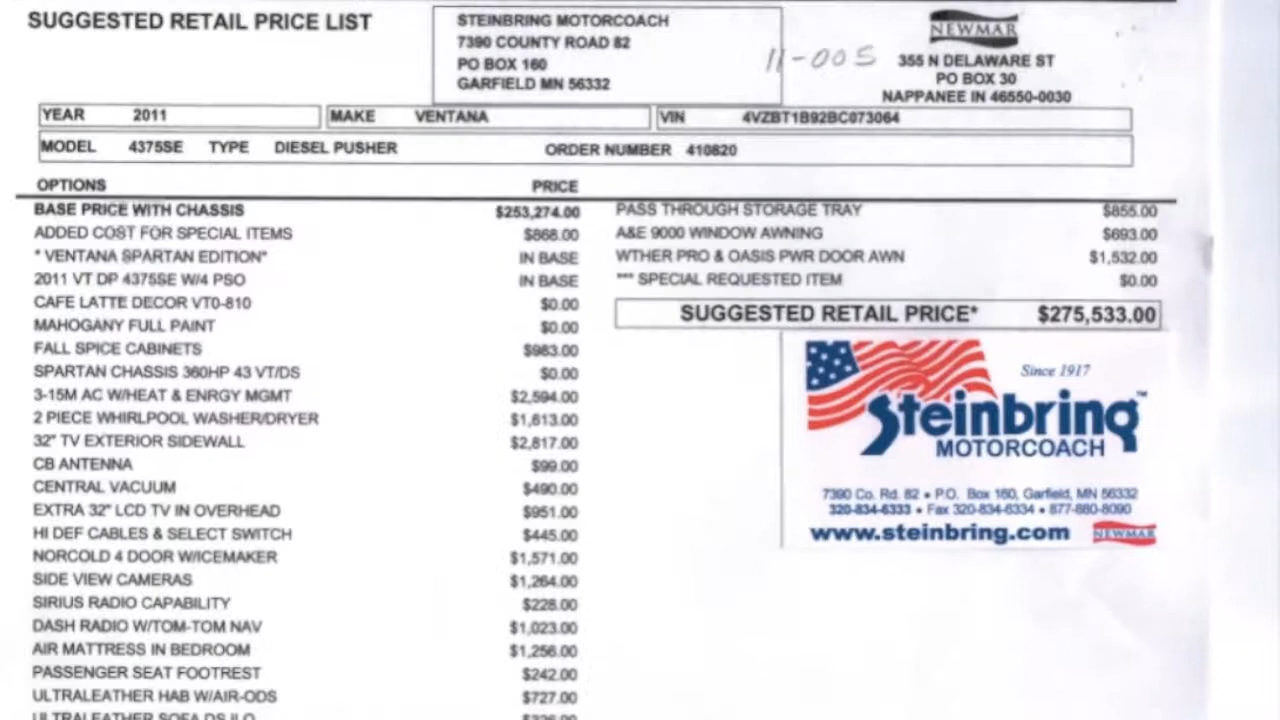 SUGGESTED RETAIL PRICE LIST
STEINBRING MOTORCOACH
7390 COUNTY ROAD 82
PO BOX 160
GARFIELD MN 56332
11-005
NEWMAR
355 N DELAWARE ST
PO BOX 30
NAPPANEE IN 46550-0030
YEAR 2011 MAKE VENTANA VIN 4VZBT1B92BC073064
MODEL 4375SE TYPE DIESEL PUSHER ORDER NUMBER 410820
OPTIONS PRICE
BASE PRICE WITH CHASSIS $253,274.00
ADDED COST FOR SPECIAL ITEMS $868.00
* VENTANA SPARTAN EDITION* IN BASE
2011 VT DP 4375SE W/4 PSO IN BASE
CAFE LATTE DECOR VT0-810 $0.00
MAHOGANY FULL PAINT $0.00
FALL SPICE CABINETS $983.00
SPARTAN CHASSIS 360HP 43 VT/DS $0.00
3-15M AC W/HEAT & ENRGY MGMT $2,594.00
2 PIECE WHIRLPOOL WASHER/DRYER $1,613.00
32" TV EXTERIOR SIDEWALL $2,817.00
CB ANTENNA $99.00
CENTRAL VACUUM $490.00
EXTRA 32" LCD TV IN OVERHEAD $951.00
HI DEF CABLES & SELECT SWITCH $445.00
NORCOLD 4 DOOR W/ICEMAKER $1,571.00
SIDE VIEW CAMERAS $1,264.00
SIRIUS RADIO CAPABILITY $228.00
DASH RADIO W/TOM-TOM NAV $1,023.00
AIR MATTRESS IN BEDROOM $1,256.00
PASSENGER SEAT FOOTREST $242.00
ULTRALEATHER HAB W/AIR-ODS $727.00
ULTRALEATHER SOFA DS ILO
PASS THROUGH STORAGE TRAY $855.00
A&E 9000 WINDOW AWNING $693.00
WTHER PRO & OASIS PWR DOOR AWN $1,532.00
*** SPECIAL REQUESTED ITEM $0.00
SUGGESTED RETAIL PRICE* $275,533.00
Since 1917
Steinbring™
MOTORCOACH
7390 Co. Rd. 82 • P.O. Box 160, Garfield, MN 56332
320-834-6333 • Fax 320-834-6334 • 877-880-8090
www.steinbring.com NEWMAR